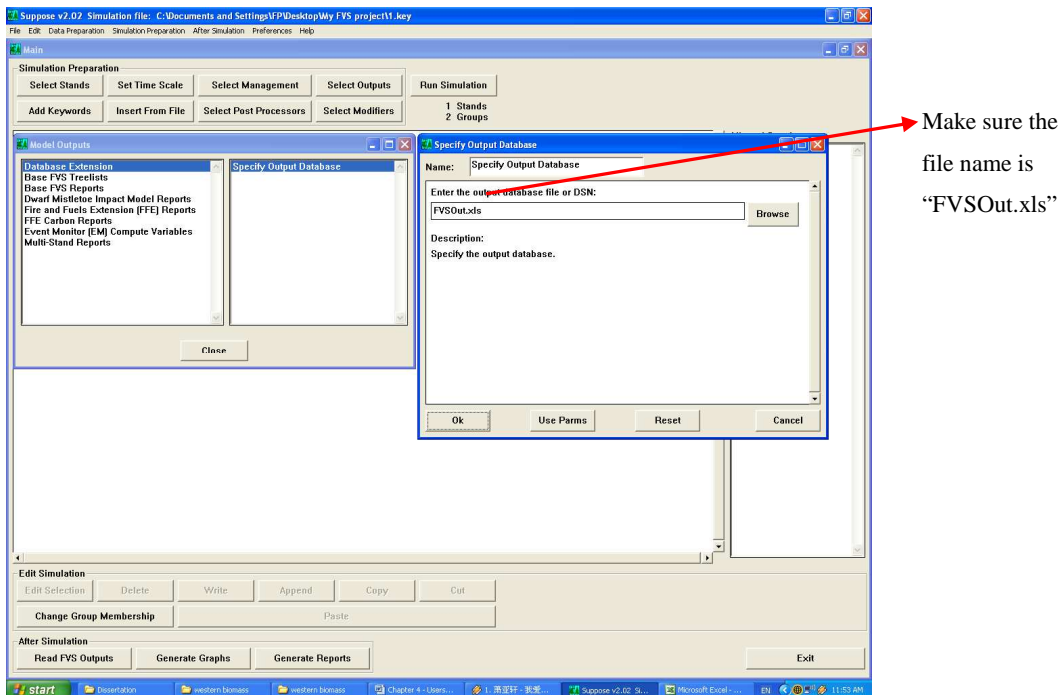 Suppose v2.02 Simulation file: C:\Documents and Settings\FP\Desktop\My FVS project\1.key
File Edit Data Preparation Simulation Preparation After Simulation Preferences Help
Main
Simulation Preparation
Select Stands Set Time Scale Select Management Select Outputs Run Simulation
Add Keywords Insert From File Select Post Processors Select Modifiers
1 Stands
2 Groups
Model Outputs
Database Extension
Base FVS Treelists
Base FVS Reports
Dwarf Mistletoe Impact Model Reports
Fire and Fuels Extension (FFE) Reports
FFE Carbon Reports
Event Monitor (EM) Compute Variables
Multi-Stand Reports
Specify Output Database
Close
Specify Output Database
Name: Specify Output Database
Enter the output database file or DSN:
FVSOut.xls Browse
Description:
Specify the output database.
Ok Use Parms Reset Cancel
Make sure the
file name is
“FVSOut.xls”
Edit Simulation
Edit Selection Delete Write Append Copy Cut
Change Group Membership Paste
After Simulation
Read FVS Outputs Generate Graphs Generate Reports Exit
start Dissertation western biomass western biomass Chapter 4 - Users... Suppose v2.02 Si... Microsoft Excel - ... EN 11:53 AM